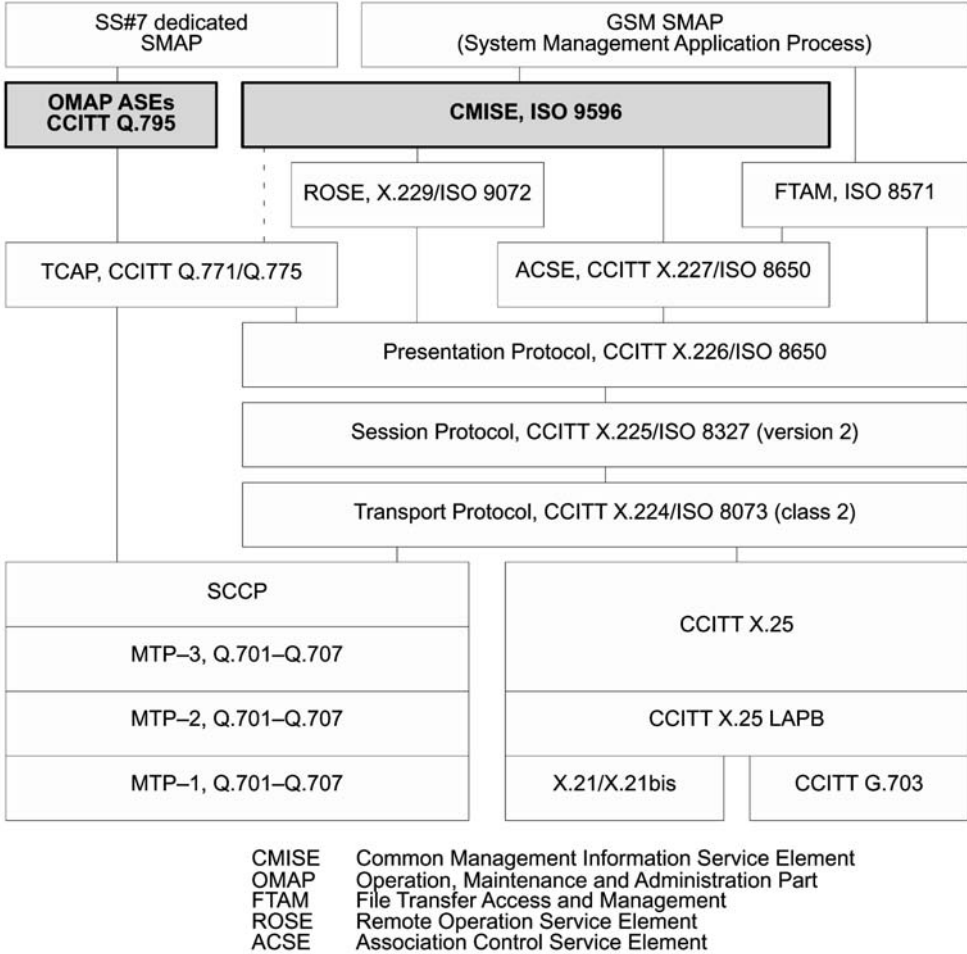 SS#7 dedicated
SMAP
GSM SMAP
(System Management Application Process)
OMAP ASEs
CCITT Q.795
CMISE, ISO 9596
ROSE, X.229/ISO 9072
FTAM, ISO 8571
TCAP, CCITT Q.771/Q.775
ACSE, CCITT X.227/ISO 8650
Presentation Protocol, CCITT X.226/ISO 8650
Session Protocol, CCITT X.225/ISO 8327 (version 2)
Transport Protocol, CCITT X.224/ISO 8073 (class 2)
SCCP
CCITT X.25
MTP–3, Q.701–Q.707
MTP–2, Q.701–Q.707
CCITT X.25 LAPB
MTP–1, Q.701–Q.707
X.21/X.21bis
CCITT G.703
CMISE Common Management Information Service Element
OMAP Operation, Maintenance and Administration Part
FTAM File Transfer Access and Management
ROSE Remote Operation Service Element
ACSE Association Control Service Element